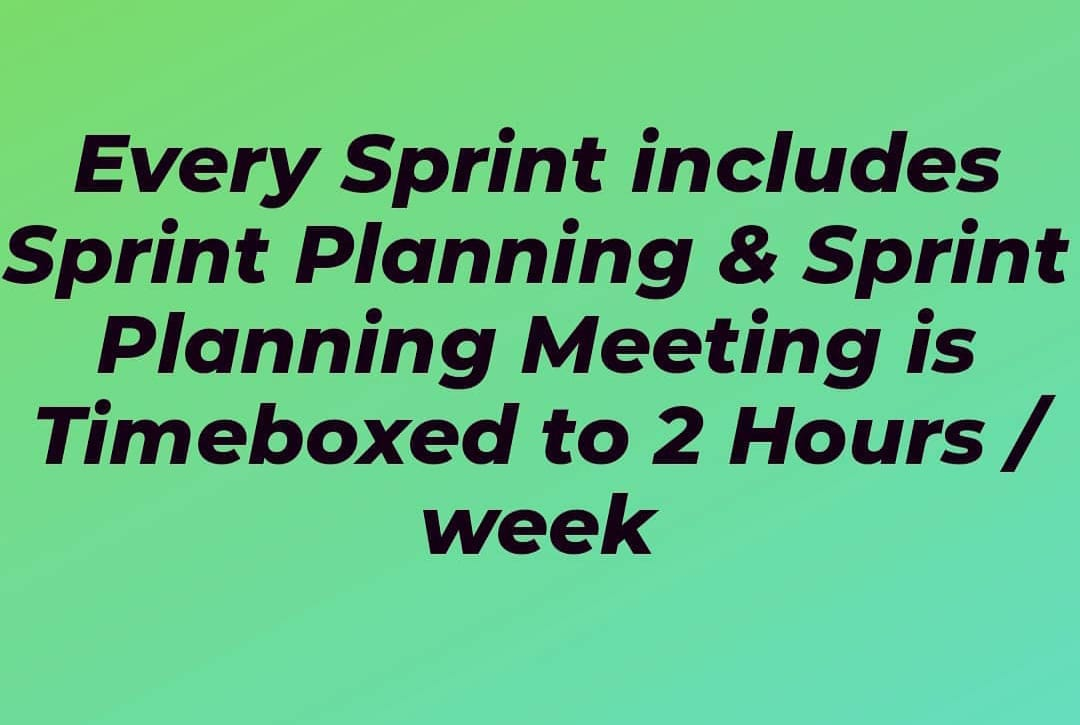 Every Sprint includes
Sprint Planning & Sprint
Planning Meeting is
Timeboxed to 2 Hours /
week